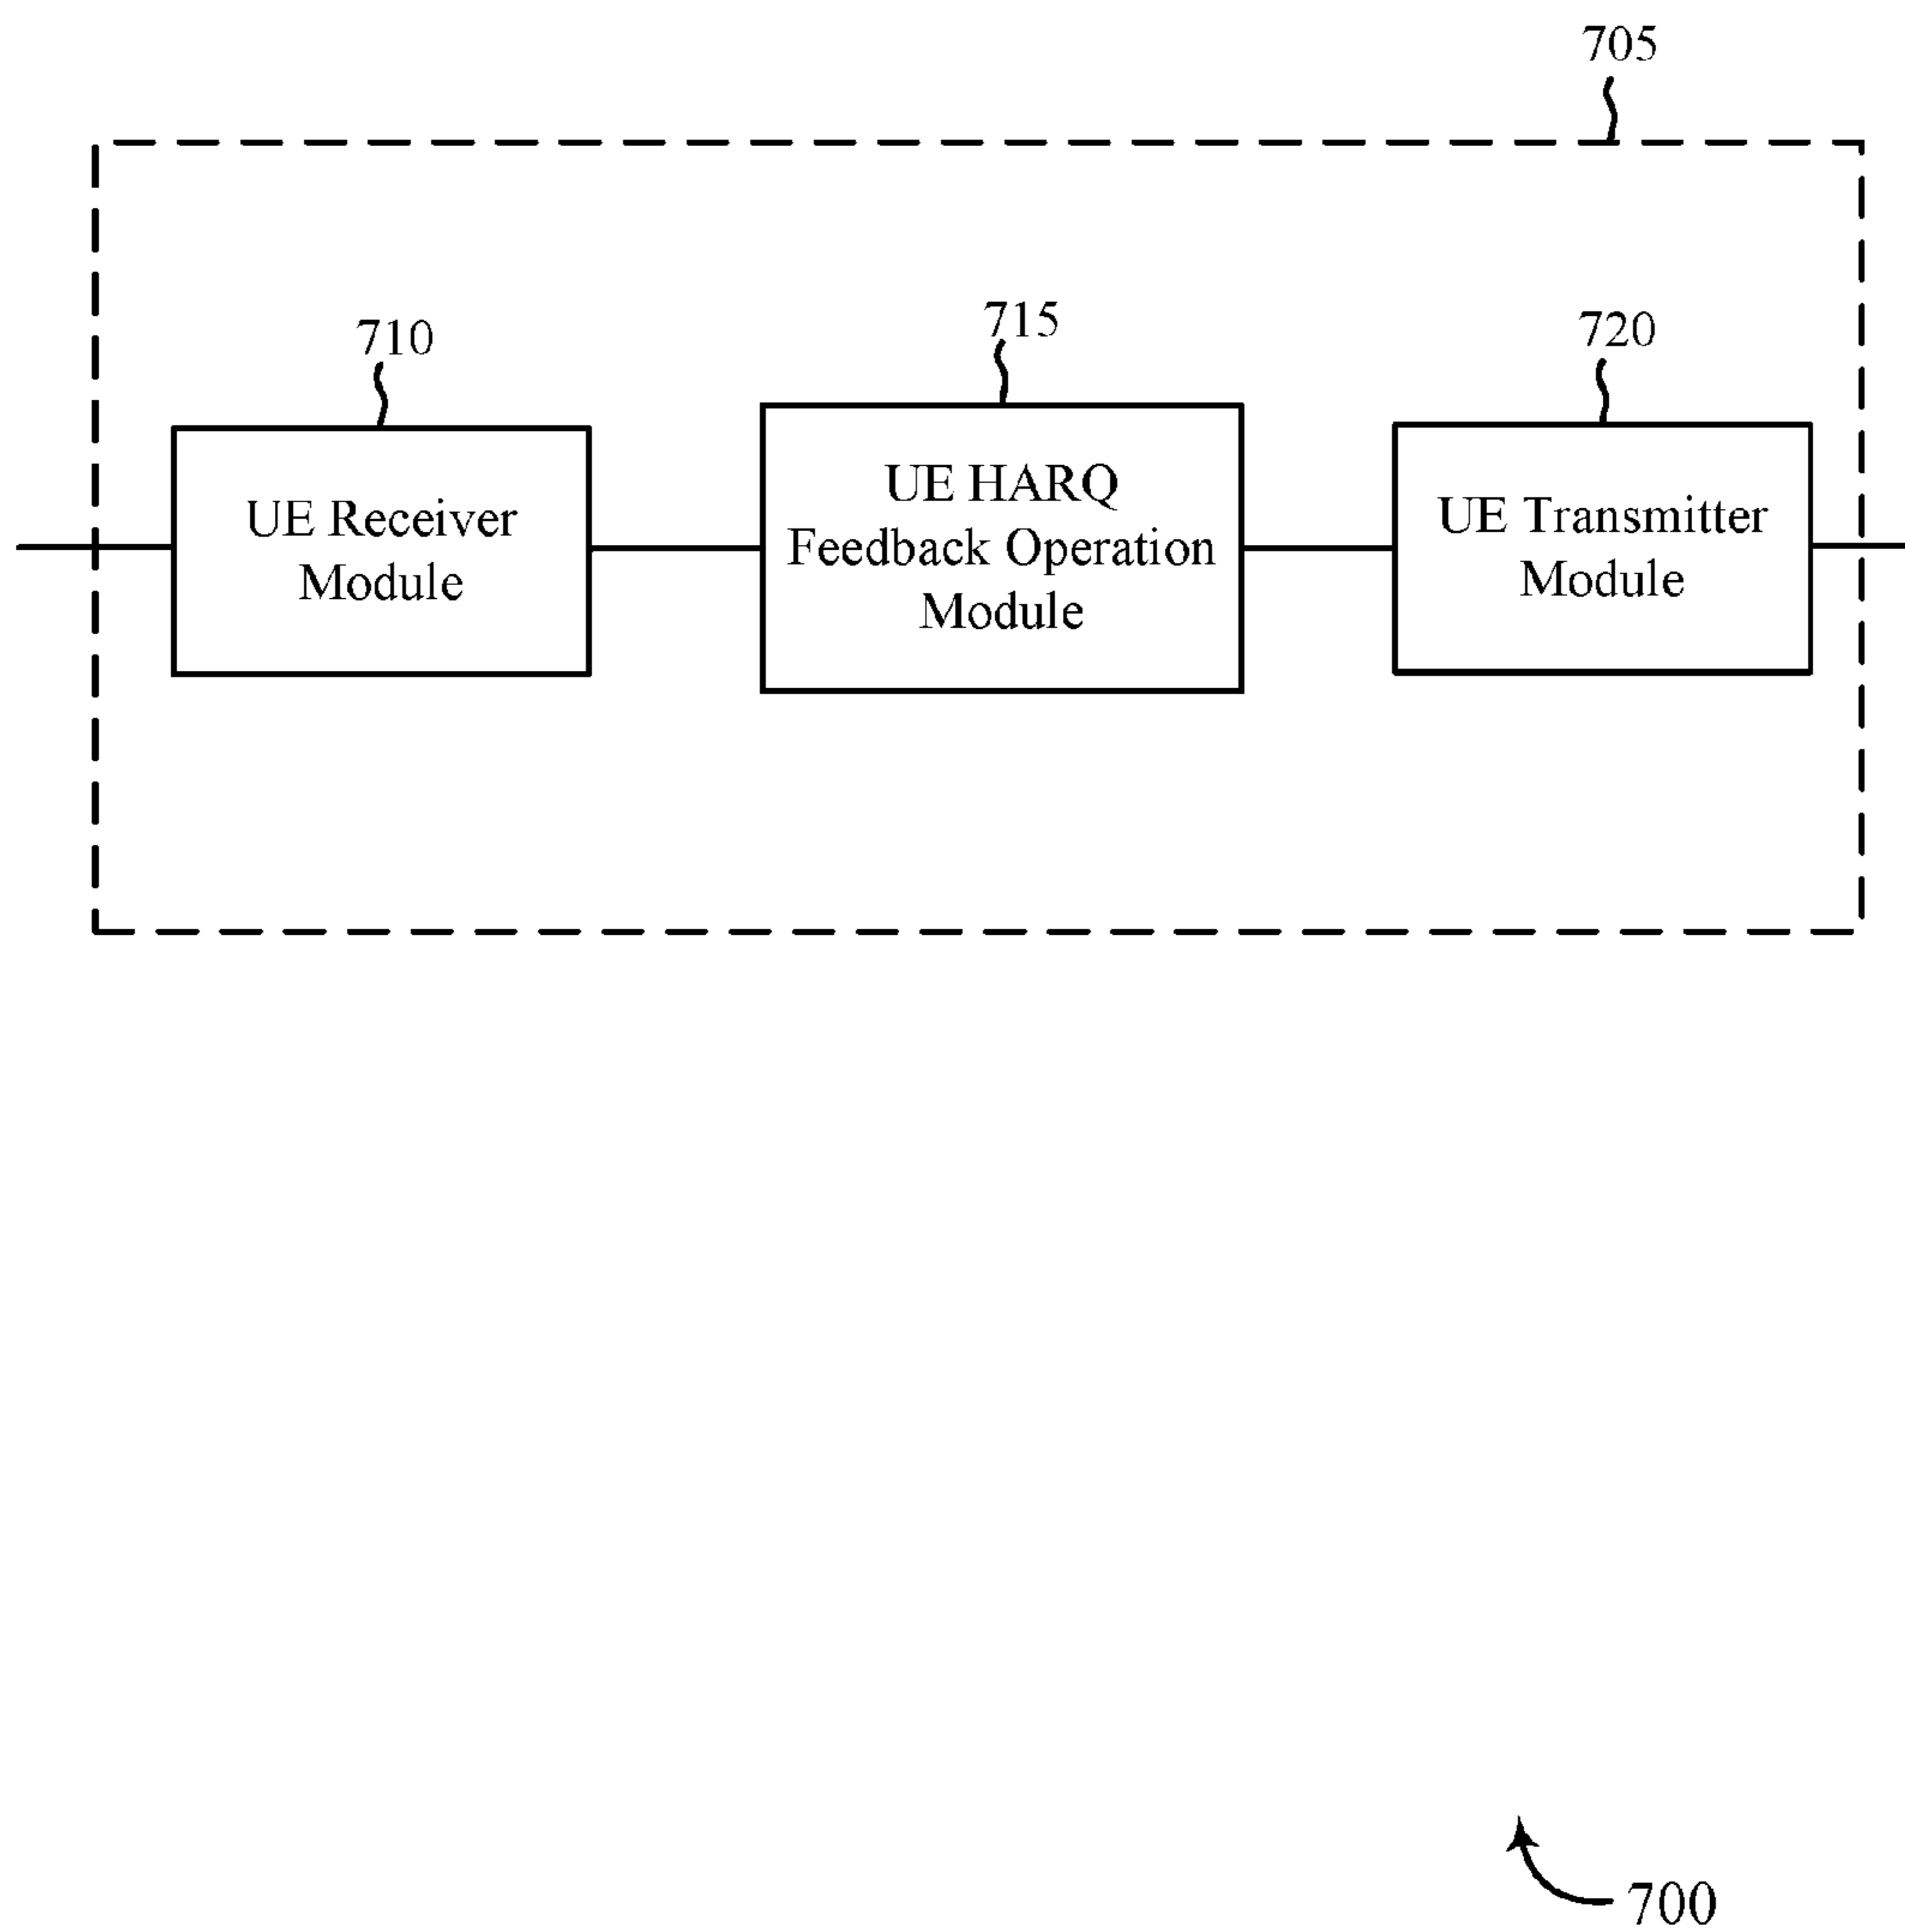 705
710
715
720
UE Receiver
Module
UE HARQ
Feedback Operation
Module
UE Transmitter
Module
700